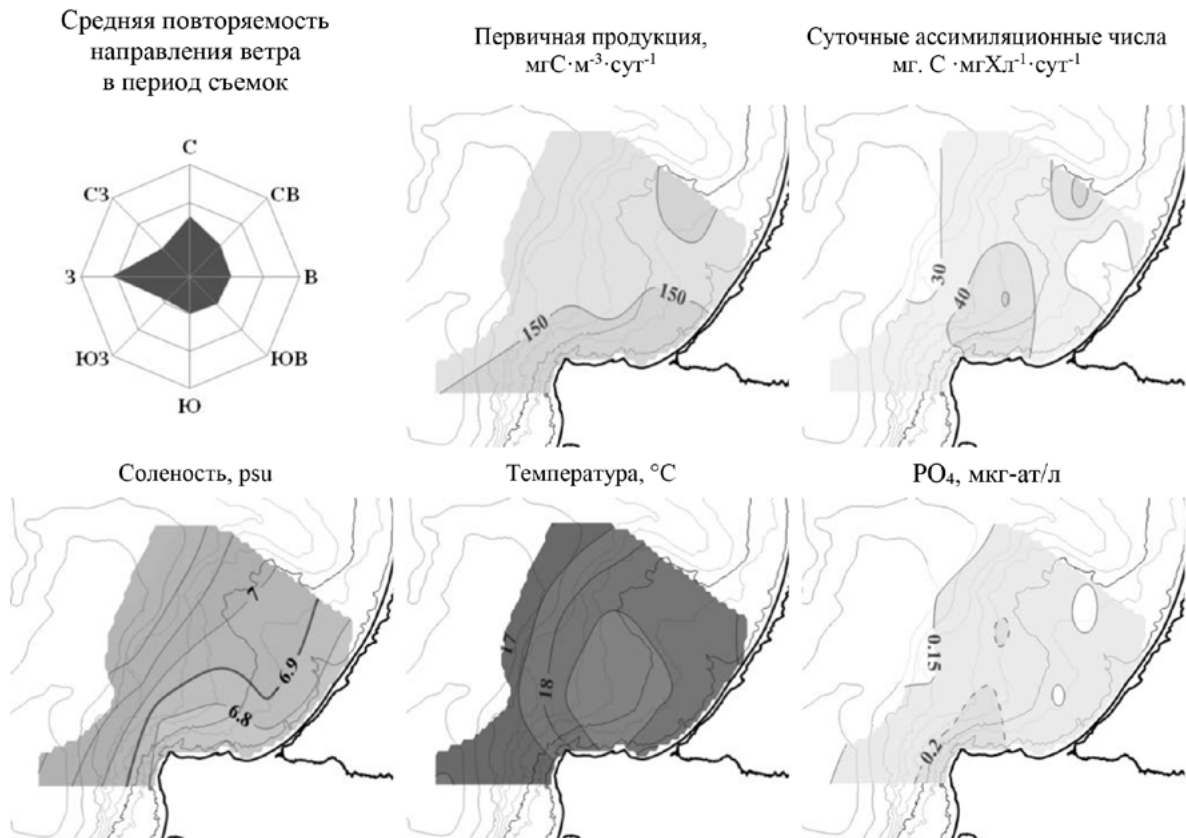 Средняя повторяемость
направления ветра
в период съемок
С
СЗ
СВ
З
В
ЮЗ
ЮВ
Ю
Первичная продукция,
мгС·м⁻³·сут⁻¹
150
150
Суточные ассимиляционные числа
мг. С ·мгХл⁻¹·сут⁻¹
30
40
Соленость, psu
7
6.9
6.8
Температура, °С
17
18
PO₄, мкг-ат/л
0.15
0.2